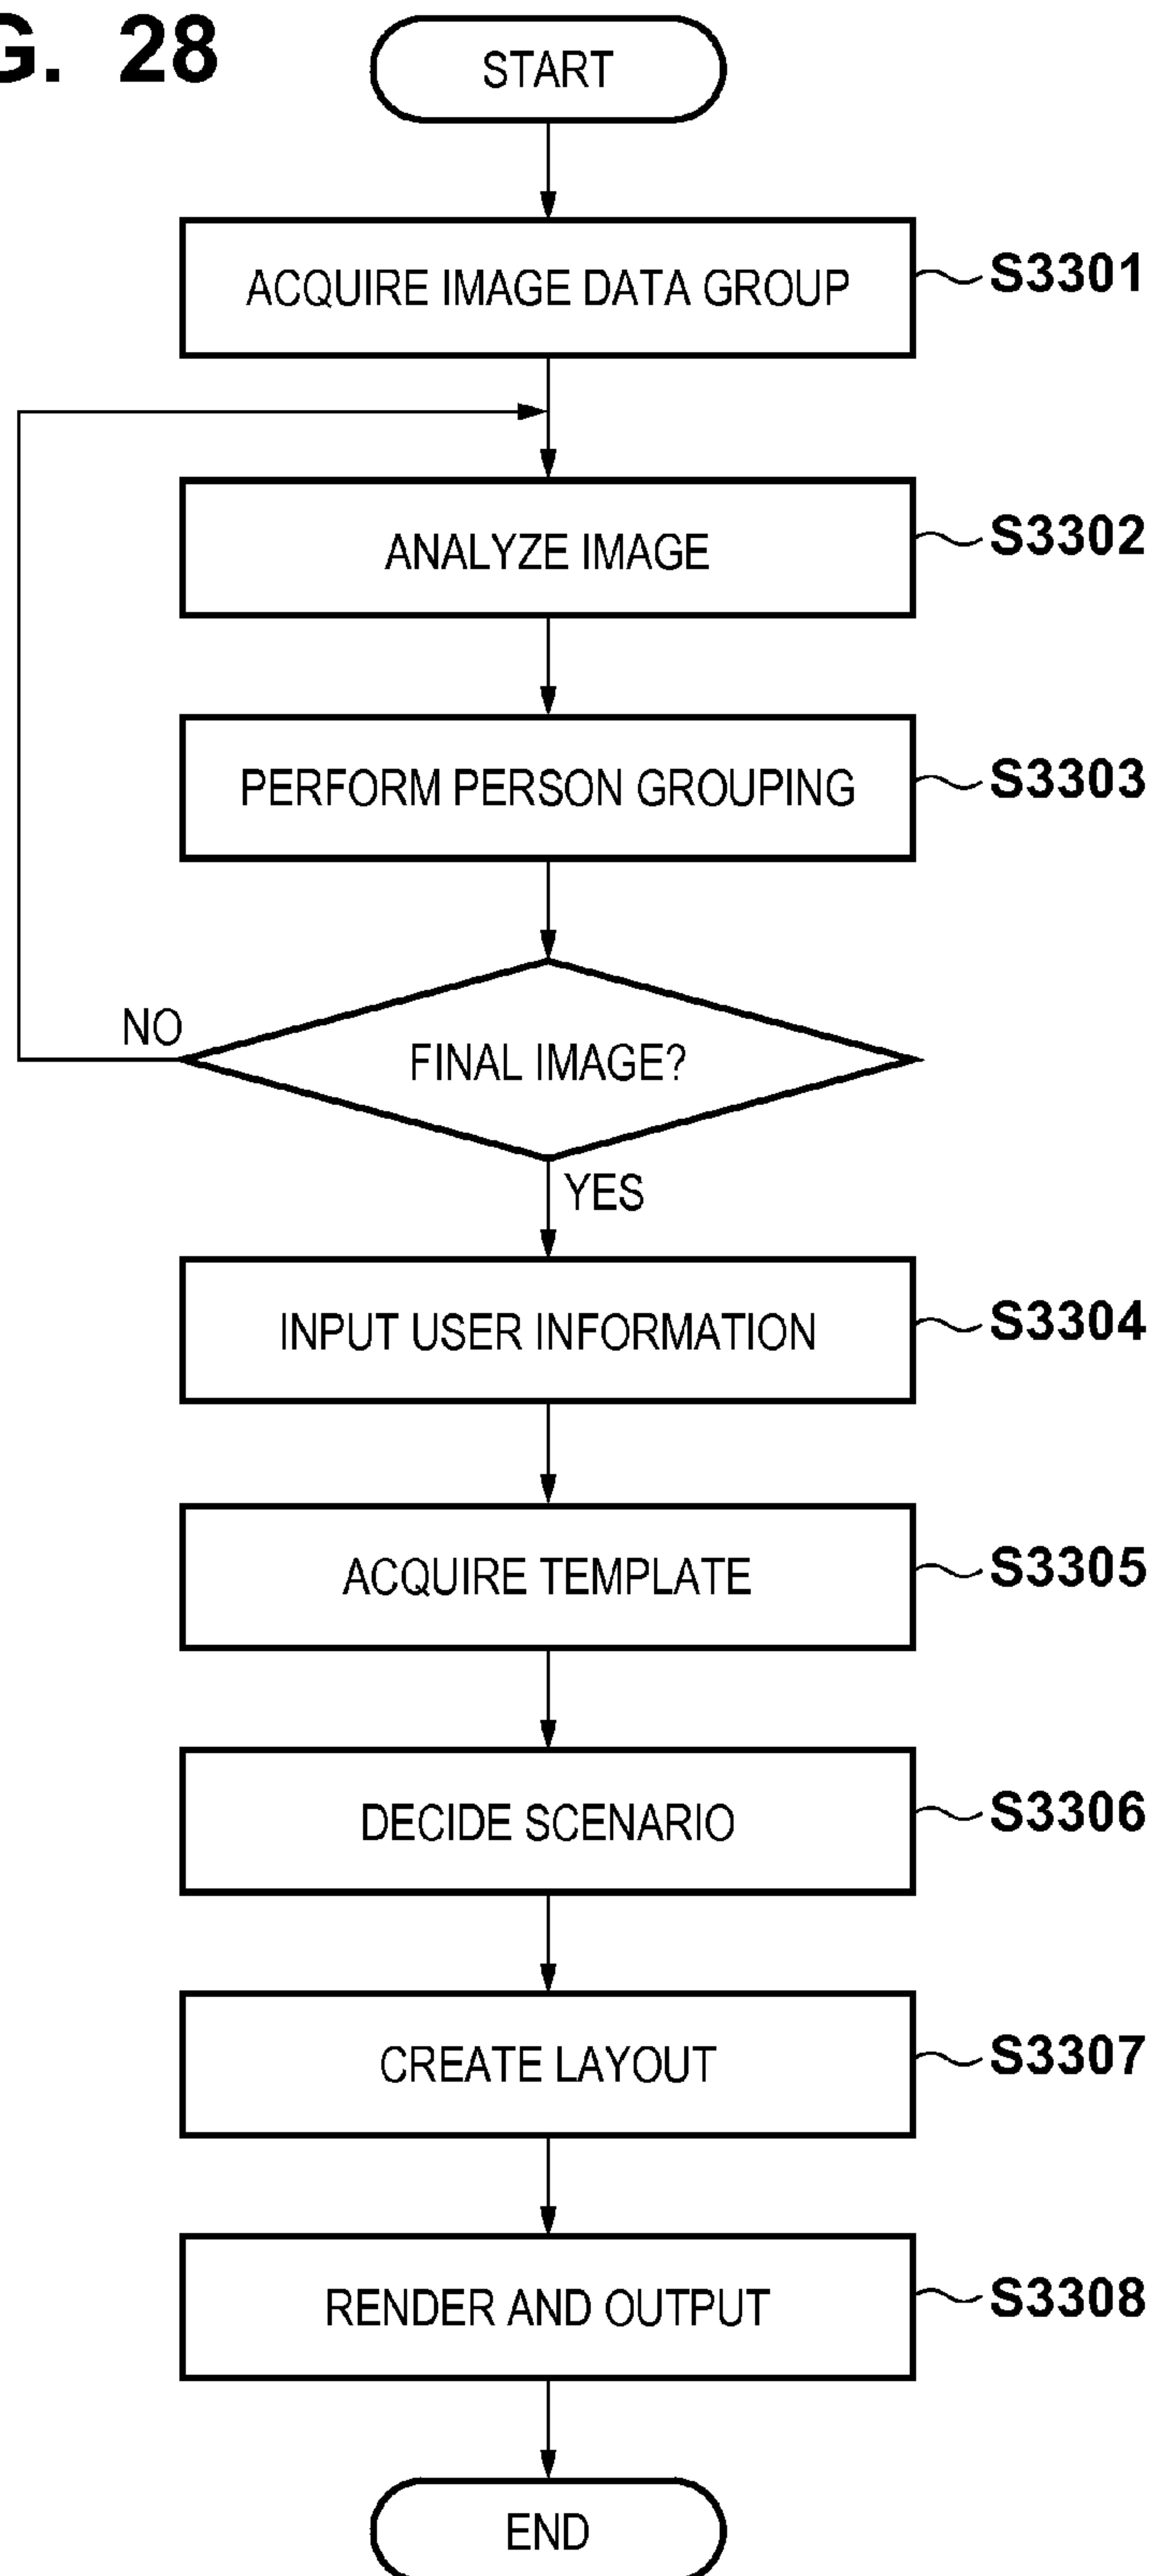 G. 28
START
ACQUIRE IMAGE DATA GROUP
S3301
ANALYZE IMAGE
S3302
PERFORM PERSON GROUPING
S3303
NO
FINAL IMAGE?
YES
INPUT USER INFORMATION
S3304
ACQUIRE TEMPLATE
S3305
DECIDE SCENARIO
S3306
CREATE LAYOUT
S3307
RENDER AND OUTPUT
S3308
END